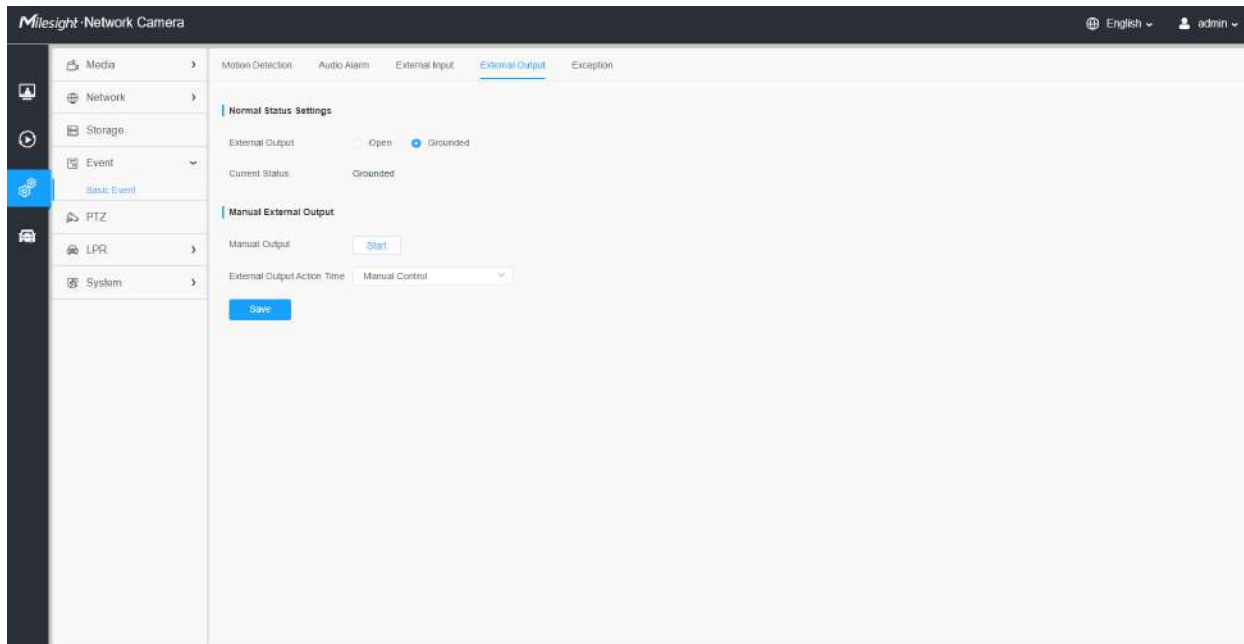 Milesight · Network Camera
English
admin
Media
Network
Storage
Event
Basic Event
PTZ
LPR
System
Motion Detection
Audio Alarm
External Input
External Output
Exception
Normal Status Settings
External Output
Open
Grounded
Current Status
Grounded
Manual External Output
Manual Output
Start
External Output Action Time
Manual Control
Save